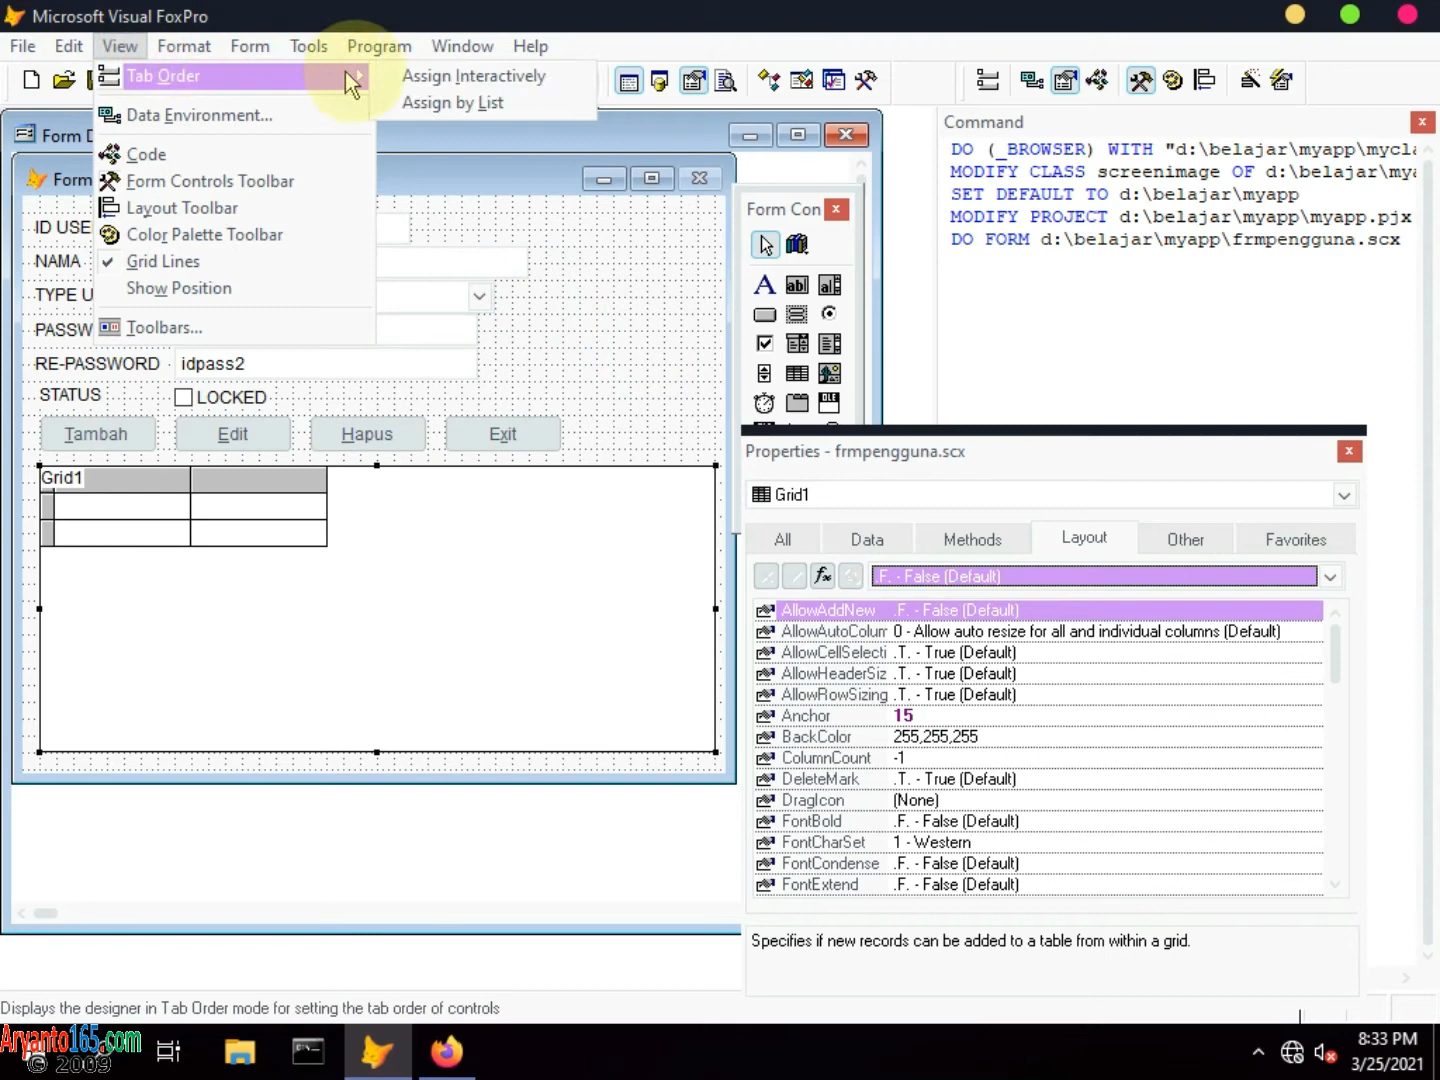 Microsoft Visual FoxPro
File Edit View Format Form Tools Program Window Help
Tab Order
Assign Interactively
Assign by List
Data Environment...
Code
Form Controls Toolbar
Layout Toolbar
Color Palette Toolbar
Grid Lines
Show Position
Toolbars...
Form D
Form
ID USE
NAMA
TYPE U
PASSW
RE-PASSWORD idpass2
STATUS LOCKED
Tambah Edit Hapus Exit
Grid1
Form Con
A ab|
OLE
Command
DO (_BROWSER) WITH "d:\belajar\myapp\mycla
MODIFY CLASS screenimage OF d:\belajar\mya
SET DEFAULT TO d:\belajar\myapp
MODIFY PROJECT d:\belajar\myapp\myapp.pjx
DO FORM d:\belajar\myapp\frmpengguna.scx
Properties - frmpengguna.scx
Grid1
All Data Methods Layout Other Favorites
fx .F. - False (Default)
AllowAddNew .F. - False (Default)
AllowAutoColum 0 - Allow auto resize for all and individual columns (Default)
AllowCellSelecti .T. - True (Default)
AllowHeaderSiz .T. - True (Default)
AllowRowSizing .T. - True (Default)
Anchor 15
BackColor 255,255,255
ColumnCount -1
DeleteMark .T. - True (Default)
DragIcon (None)
FontBold .F. - False (Default)
FontCharSet 1 - Western
FontCondense .F. - False (Default)
FontExtend .F. - False (Default)
Specifies if new records can be added to a table from within a grid.
Displays the designer in Tab Order mode for setting the tab order of controls
Aryanto165.com
© 2009
8:33 PM
3/25/2021